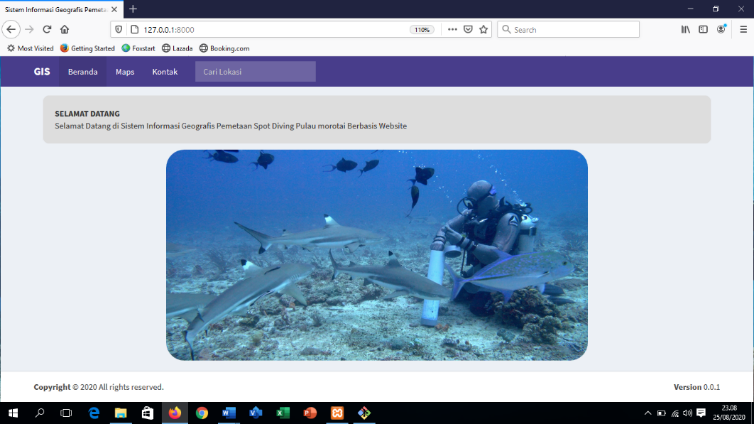 Sistem Informasi Geografis Pemeta
127.0.0.1:8000
110%
Search
Most Visited
Getting Started
Foxstart
Lazada
Booking.com
GIS
Beranda
Maps
Kontak
Cari Lokasi
SELAMAT DATANG
Selamat Datang di Sistem Informasi Geografis Pemetaan Spot Diving Pulau morotai Berbasis Website
Copyright © 2020 All rights reserved.
Version 0.0.1
23.08
25/08/2020